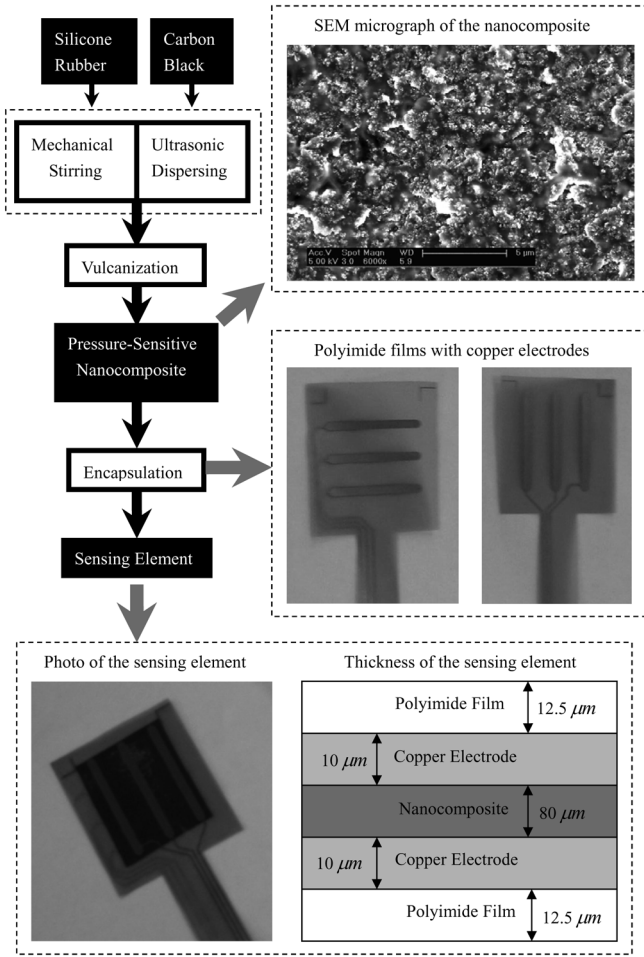 Silicone
Rubber
Carbon
Black
Mechanical
Stirring
Ultrasonic
Dispersing
Vulcanization
Pressure-Sensitive
Nanocomposite
Encapsulation
Sensing Element
SEM micrograph of the nanocomposite
Acc.V Spot Magn WD 5 μm
5.00 kV 3.0 6000x 5.9
Polyimide films with copper electrodes
Photo of the sensing element
Thickness of the sensing element
Polyimide Film 12.5 μm
10 μm Copper Electrode
Nanocomposite 80 μm
10 μm Copper Electrode
Polyimide Film 12.5 μm